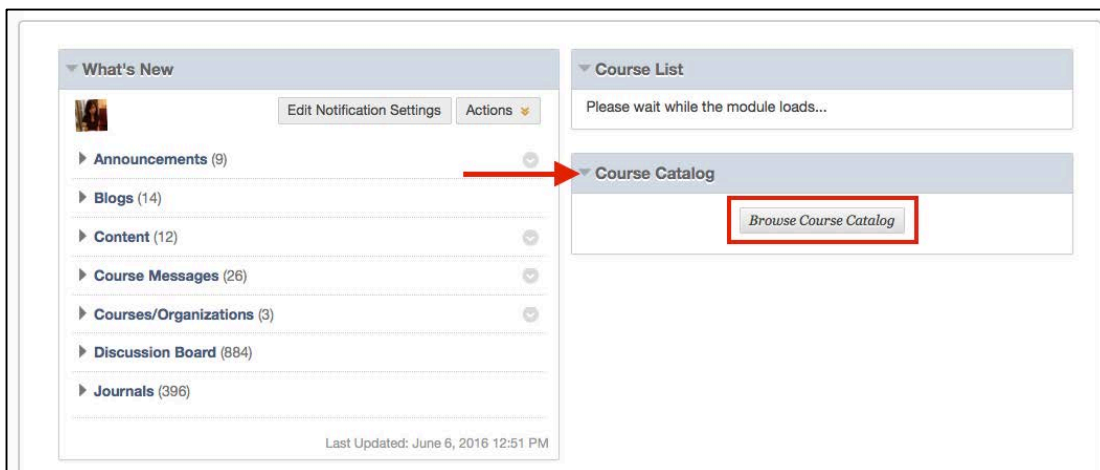 What's New
Edit Notification Settings
Actions
Announcements (9)
Blogs (14)
Content (12)
Course Messages (26)
Courses/Organizations (3)
Discussion Board (884)
Journals (396)
Last Updated: June 6, 2016 12:51 PM
Course List
Please wait while the module loads...
Course Catalog
Browse Course Catalog